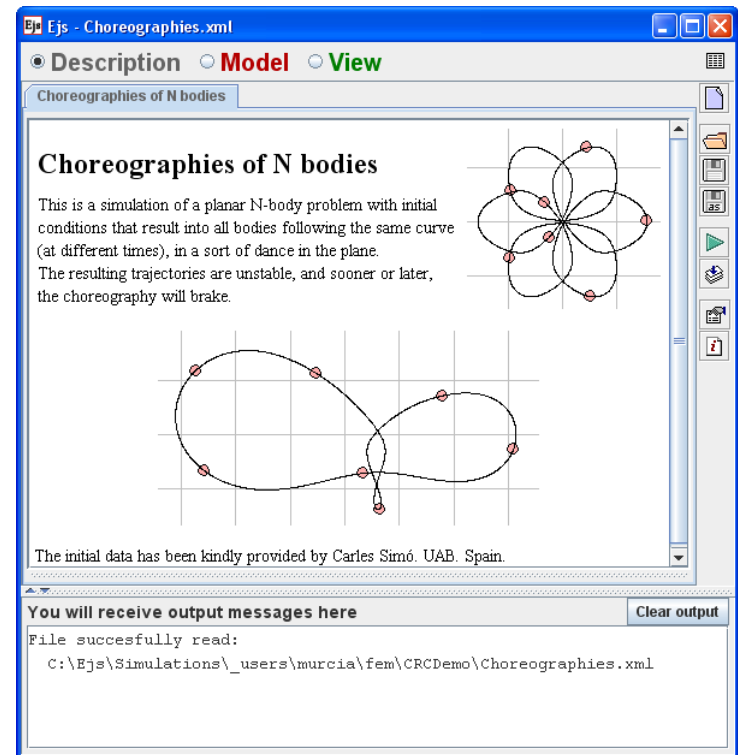 Ejs Ejs - Choreographies.xml
Description Model View
Choreographies of N bodies
Choreographies of N bodies
This is a simulation of a planar N-body problem with initial
conditions that result into all bodies following the same curve
(at different times), in a sort of dance in the plane.
The resulting trajectories are unstable, and sooner or later,
the choreography will brake.
as
i
The initial data has been kindly provided by Carles Simó. UAB. Spain.
You will receive output messages here
Clear output
File succesfully read:
C:\Ejs\Simulations\_users\murcia\fem\CRCDemo\Choreographies.xml